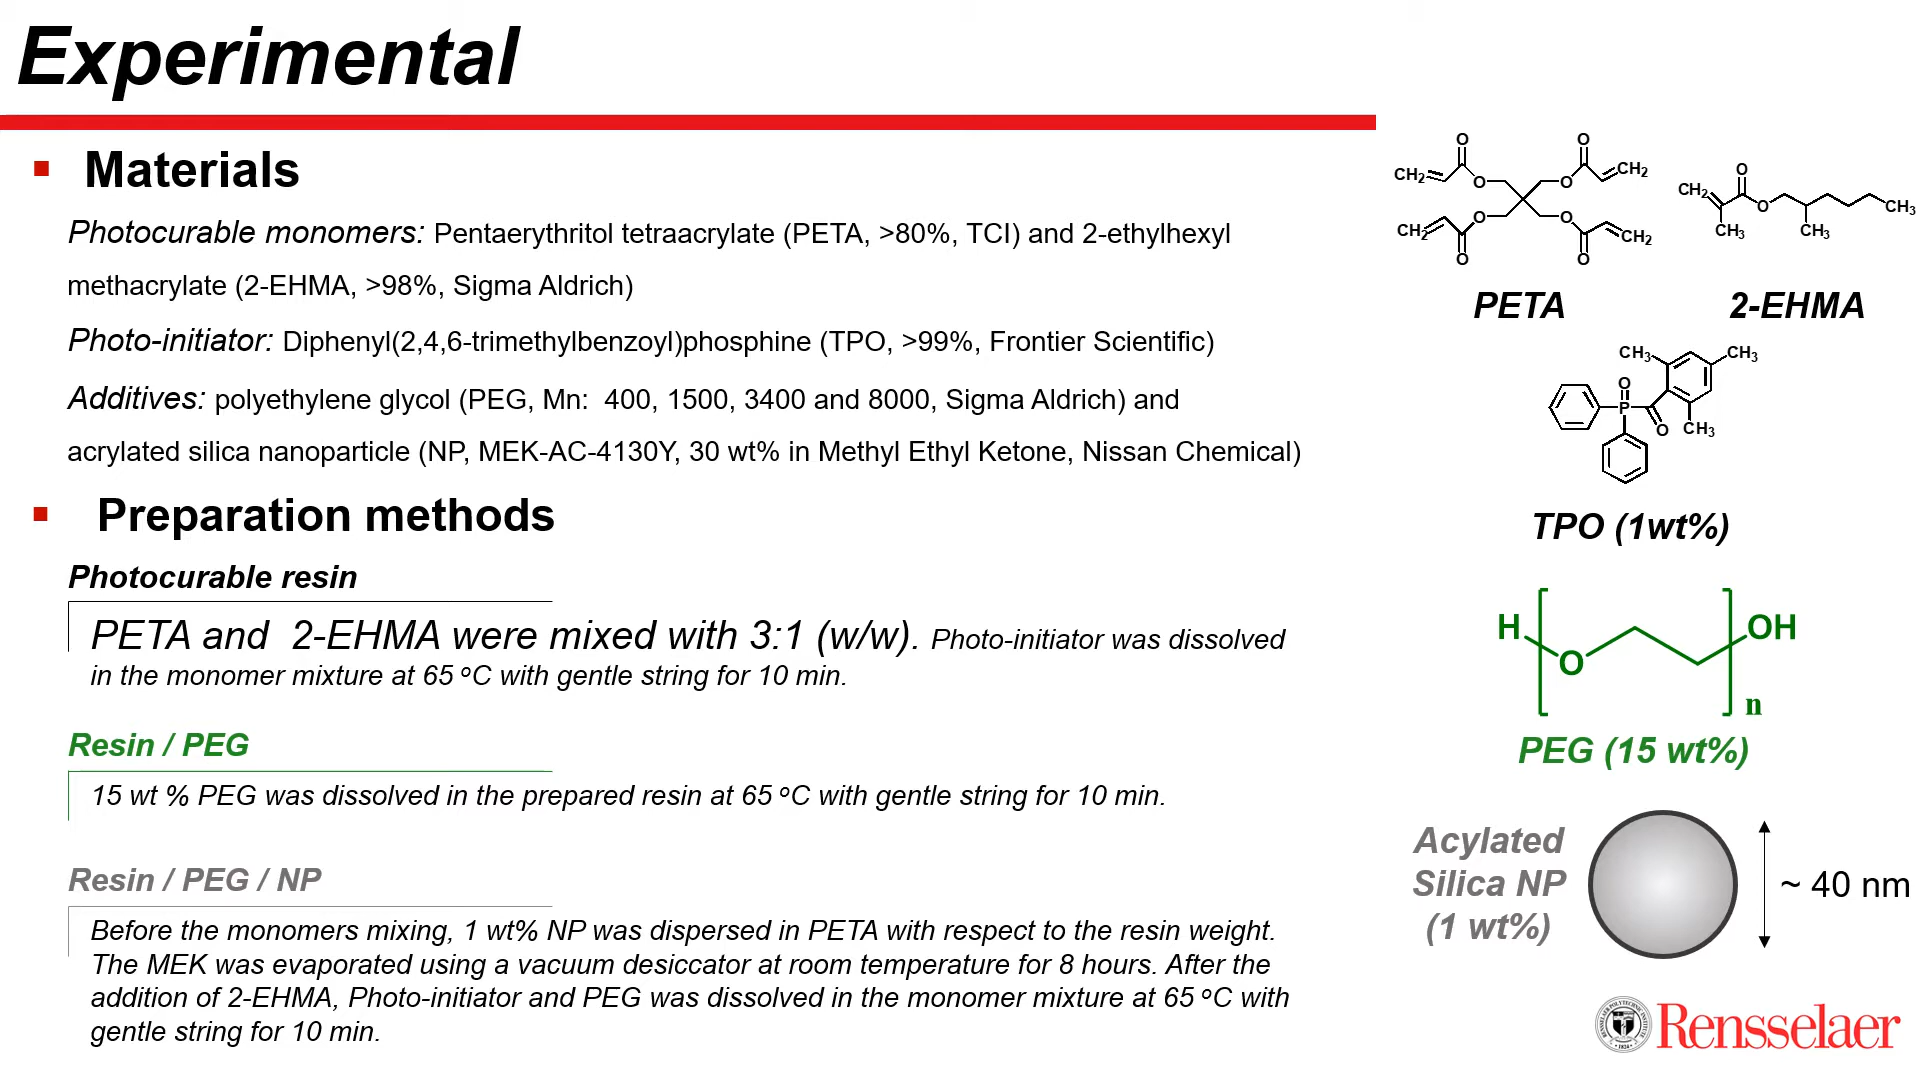 Experimental
▪ Materials
Photocurable monomers: Pentaerythritol tetraacrylate (PETA, >80%, TCI) and 2-ethylhexyl
methacrylate (2-EHMA, >98%, Sigma Aldrich)
Photo-initiator: Diphenyl(2,4,6-trimethylbenzoyl)phosphine (TPO, >99%, Frontier Scientific)
Additives: polyethylene glycol (PEG, Mn: 400, 1500, 3400 and 8000, Sigma Aldrich) and
acrylated silica nanoparticle (NP, MEK-AC-4130Y, 30 wt% in Methyl Ethyl Ketone, Nissan Chemical)
▪ Preparation methods
Photocurable resin
PETA and 2-EHMA were mixed with 3:1 (w/w). Photo-initiator was dissolved
in the monomer mixture at 65 ºC with gentle string for 10 min.
Resin / PEG
15 wt % PEG was dissolved in the prepared resin at 65 ºC with gentle string for 10 min.
Resin / PEG / NP
Before the monomers mixing, 1 wt% NP was dispersed in PETA with respect to the resin weight.
The MEK was evaporated using a vacuum desiccator at room temperature for 8 hours. After the
addition of 2-EHMA, Photo-initiator and PEG was dissolved in the monomer mixture at 65 ºC with
gentle string for 10 min.
O O
CH2 O O CH2
CH2 O O CH2
O O
PETA
O
CH2 O CH3
CH3 CH3
2-EHMA
CH3 CH3
O
P
O CH3
TPO (1wt%)
H O OH
n
PEG (15 wt%)
Acylated
Silica NP
(1 wt%)
~ 40 nm
Rensselaer